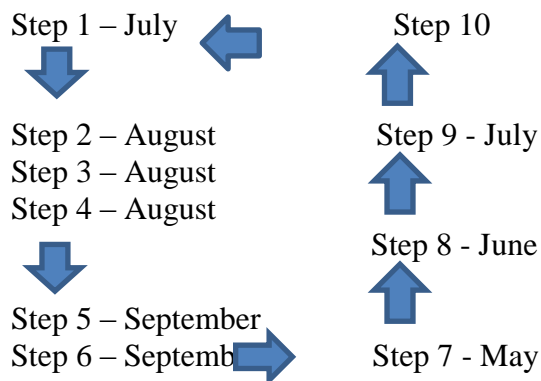 Step 1 – July
Step 2 – August
Step 3 – August
Step 4 – August
Step 5 – September
Step 6 – Septemb
Step 7 - May
Step 8 - June
Step 9 - July
Step 10